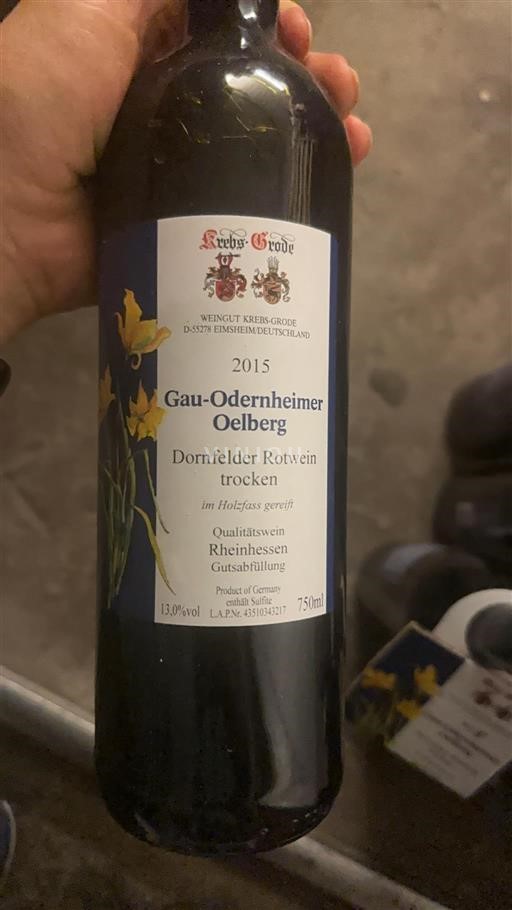 Krebs-Grode
WEINGUT KREBS-GRODE
D-55278 EIMSHEIM/DEUTSCHLAND
2015
Gau-Odernheimer
Oelberg
Dornfelder Rotwein
trocken
im Holzfass gereift
Qualitätswein
Rheinhessen
Gutsabfüllung
Product of Germany
enthält Sulfite
13,0%vol L.A.P.Nr. 43510343217 750ml